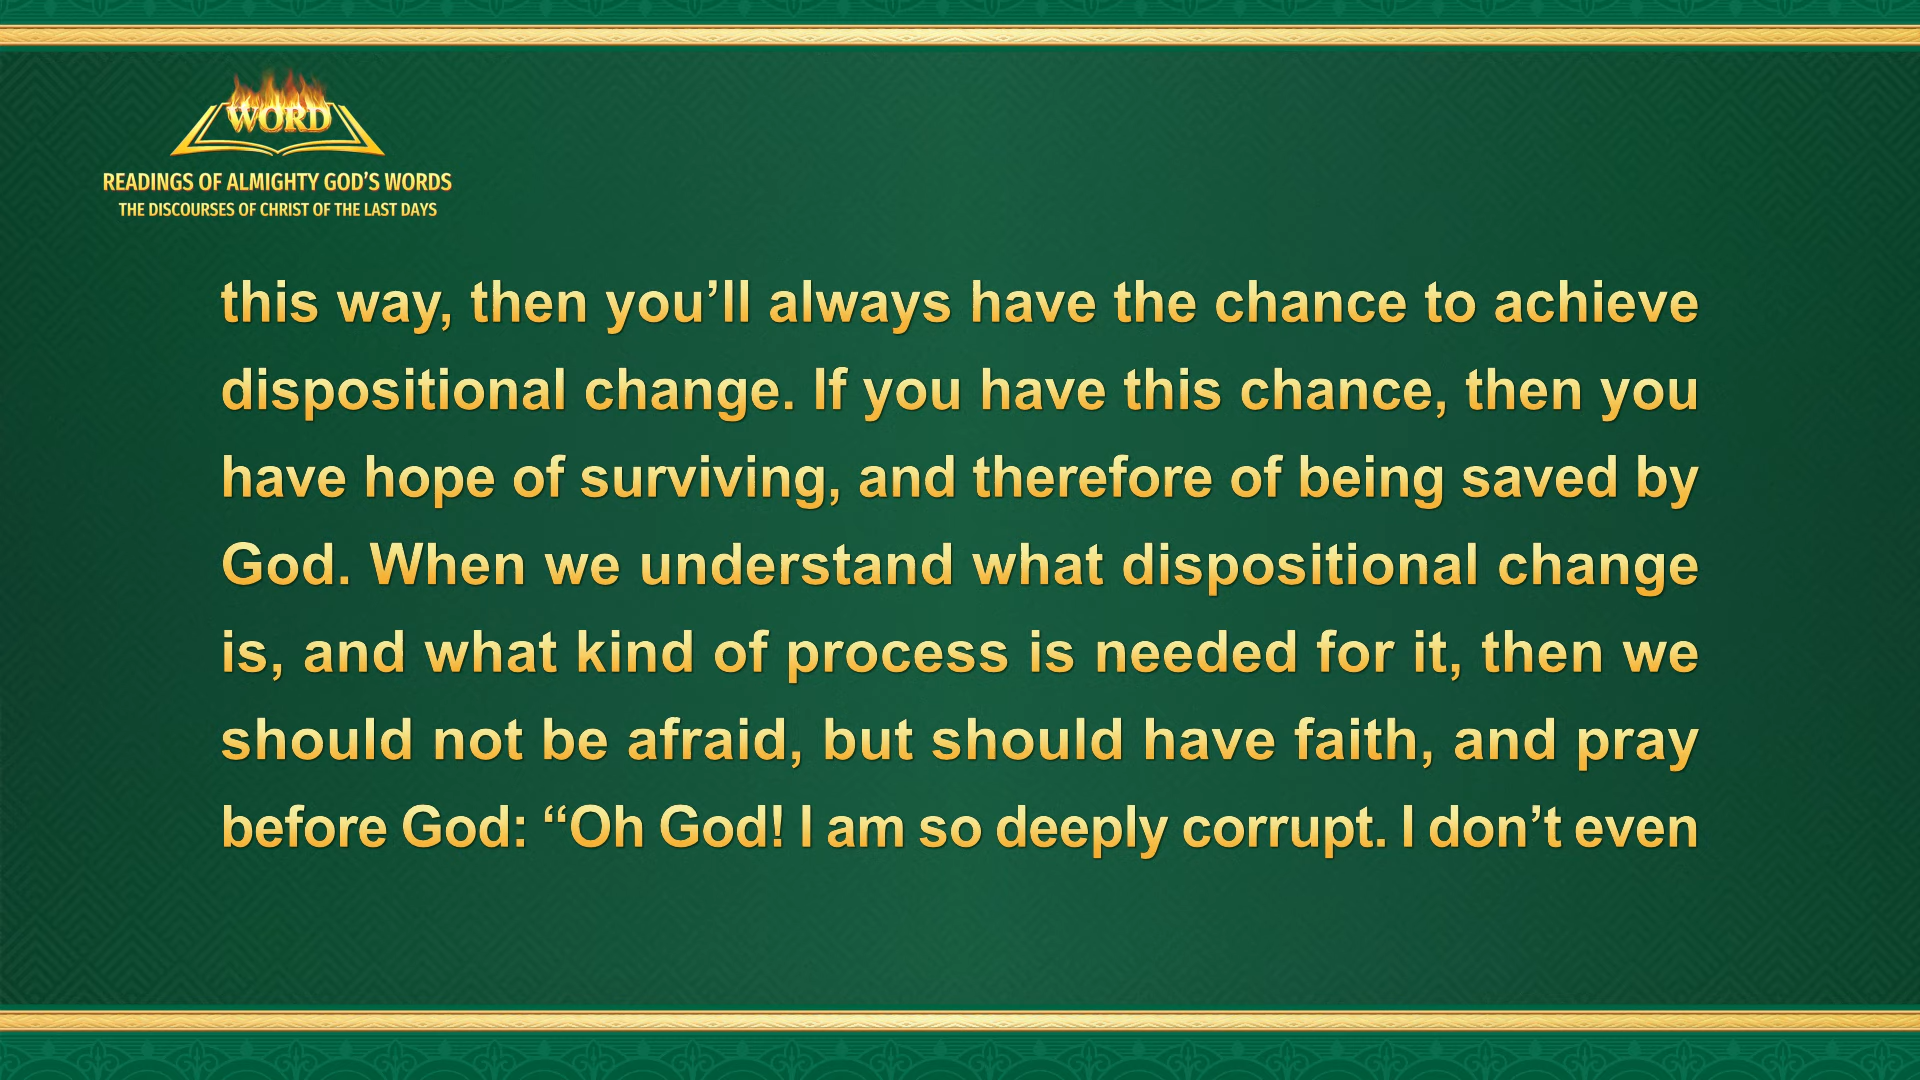 WORD
READINGS OF ALMIGHTY GOD’S WORDS
THE DISCOURSES OF CHRIST OF THE LAST DAYS
this way, then you’ll always have the chance to achieve
dispositional change. If you have this chance, then you
have hope of surviving, and therefore of being saved by
God. When we understand what dispositional change
is, and what kind of process is needed for it, then we
should not be afraid, but should have faith, and pray
before God: “Oh God! I am so deeply corrupt. I don’t even